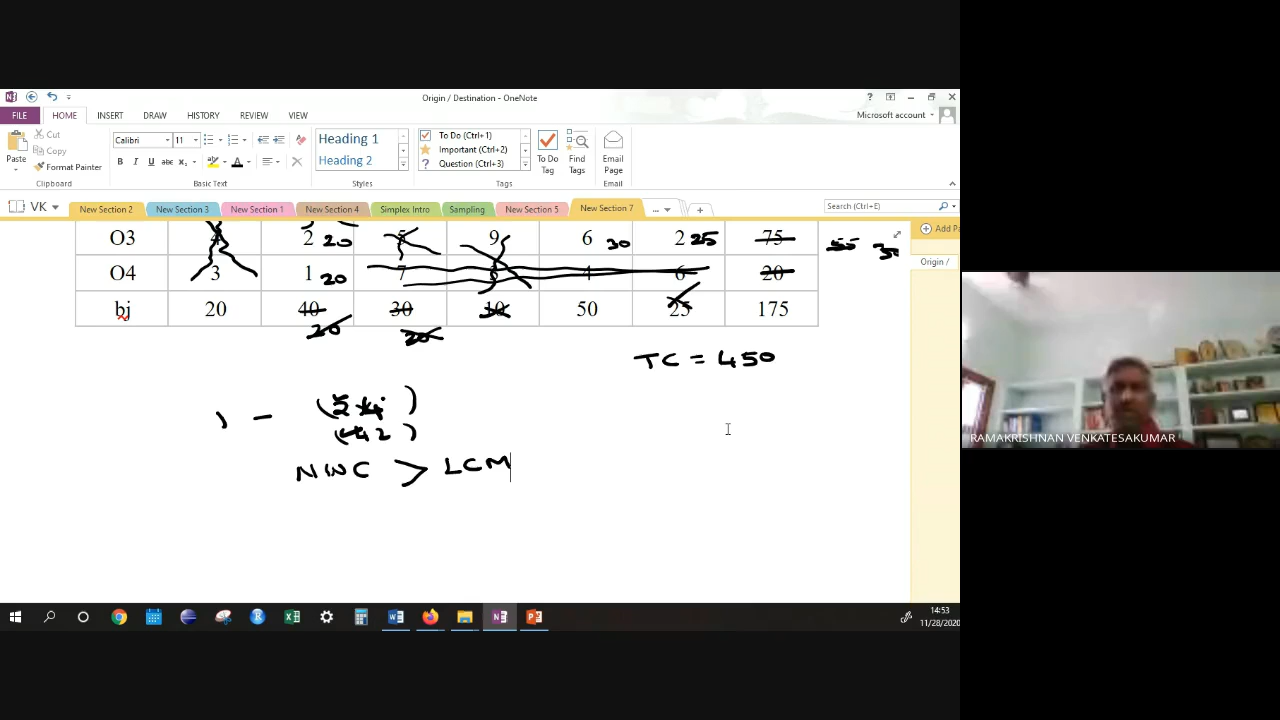 Origin / Destination - OneNote
FILE HOME INSERT DRAW HISTORY REVIEW VIEW Microsoft account
Paste Cut Copy Format Painter
Calibri 11
B I U abc A
Heading 1
Heading 2
To Do (Ctrl+1)
Important (Ctrl+2)
Question (Ctrl+3)
To Do Tag
Find Tags
Email Page
Clipboard Basic Text Styles Tags Email
VK New Section 2 New Section 3 New Section 1 New Section 4 Simplex Intro Sampling New Section 5 New Section 7 ... + Search (Ctrl+E)
Add Pa
Origin /
O3 4 2 20 5 9 6 30 2 25 75 55
O4 3 1 20 7 4 6 20
bj 20 40 30 10 50 25 175
20 20
TC = 450
NWC > LCM
RAMAKRISHNAN VENKATESAKUMAR
14:53
11/28/2020